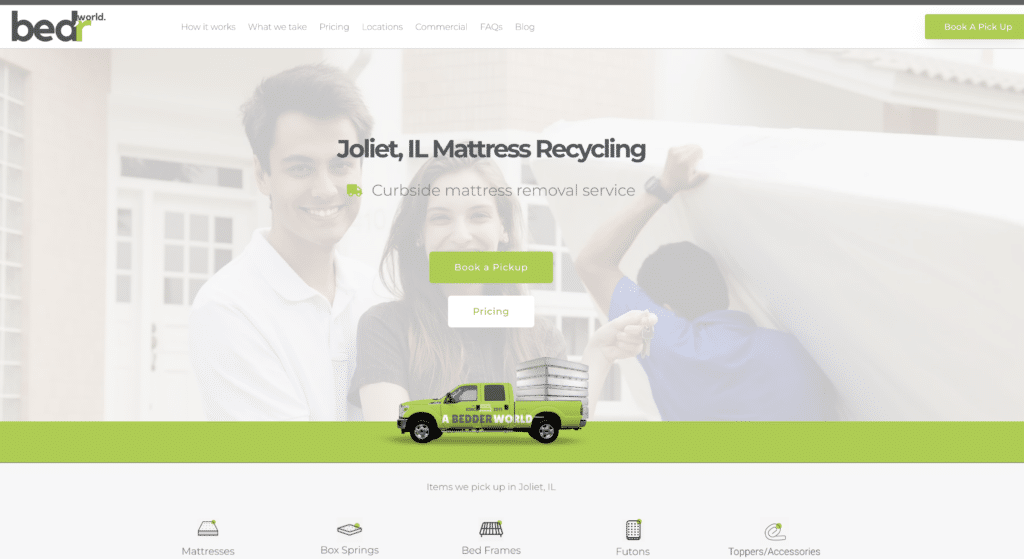 bedr
world.
How it works What we take Pricing Locations Commercial FAQs Blog
Book A Pick Up
Joliet, IL Mattress Recycling
Curbside mattress removal service
Book a Pickup
Pricing
A BEDDER WORLD
Items we pick up in Joliet, IL
Mattresses Box Springs Bed Frames Futons Toppers/Accessories